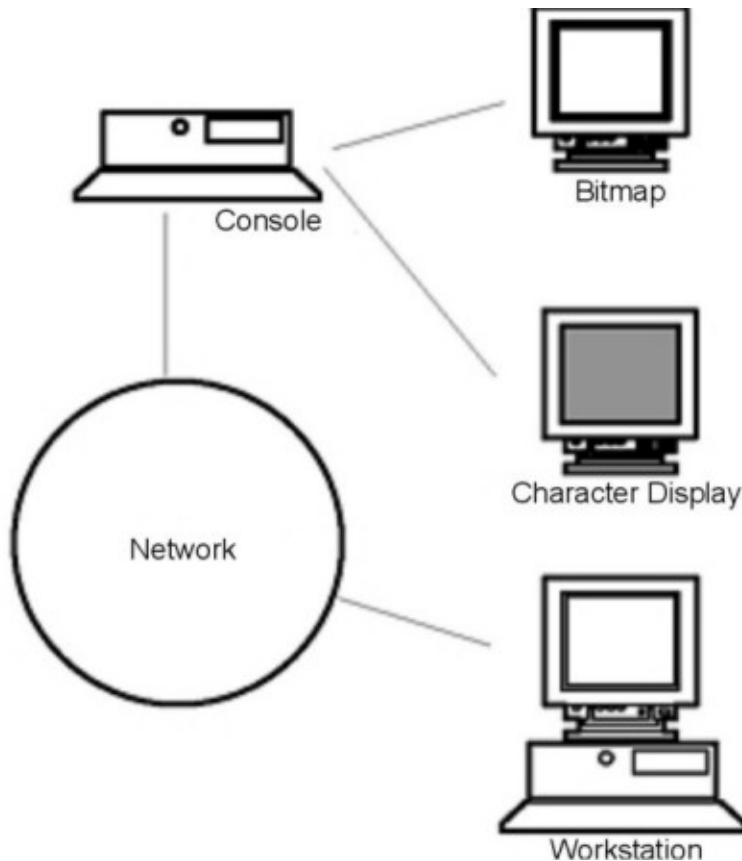 Bitmap
Console
Character Display
Network
Workstation